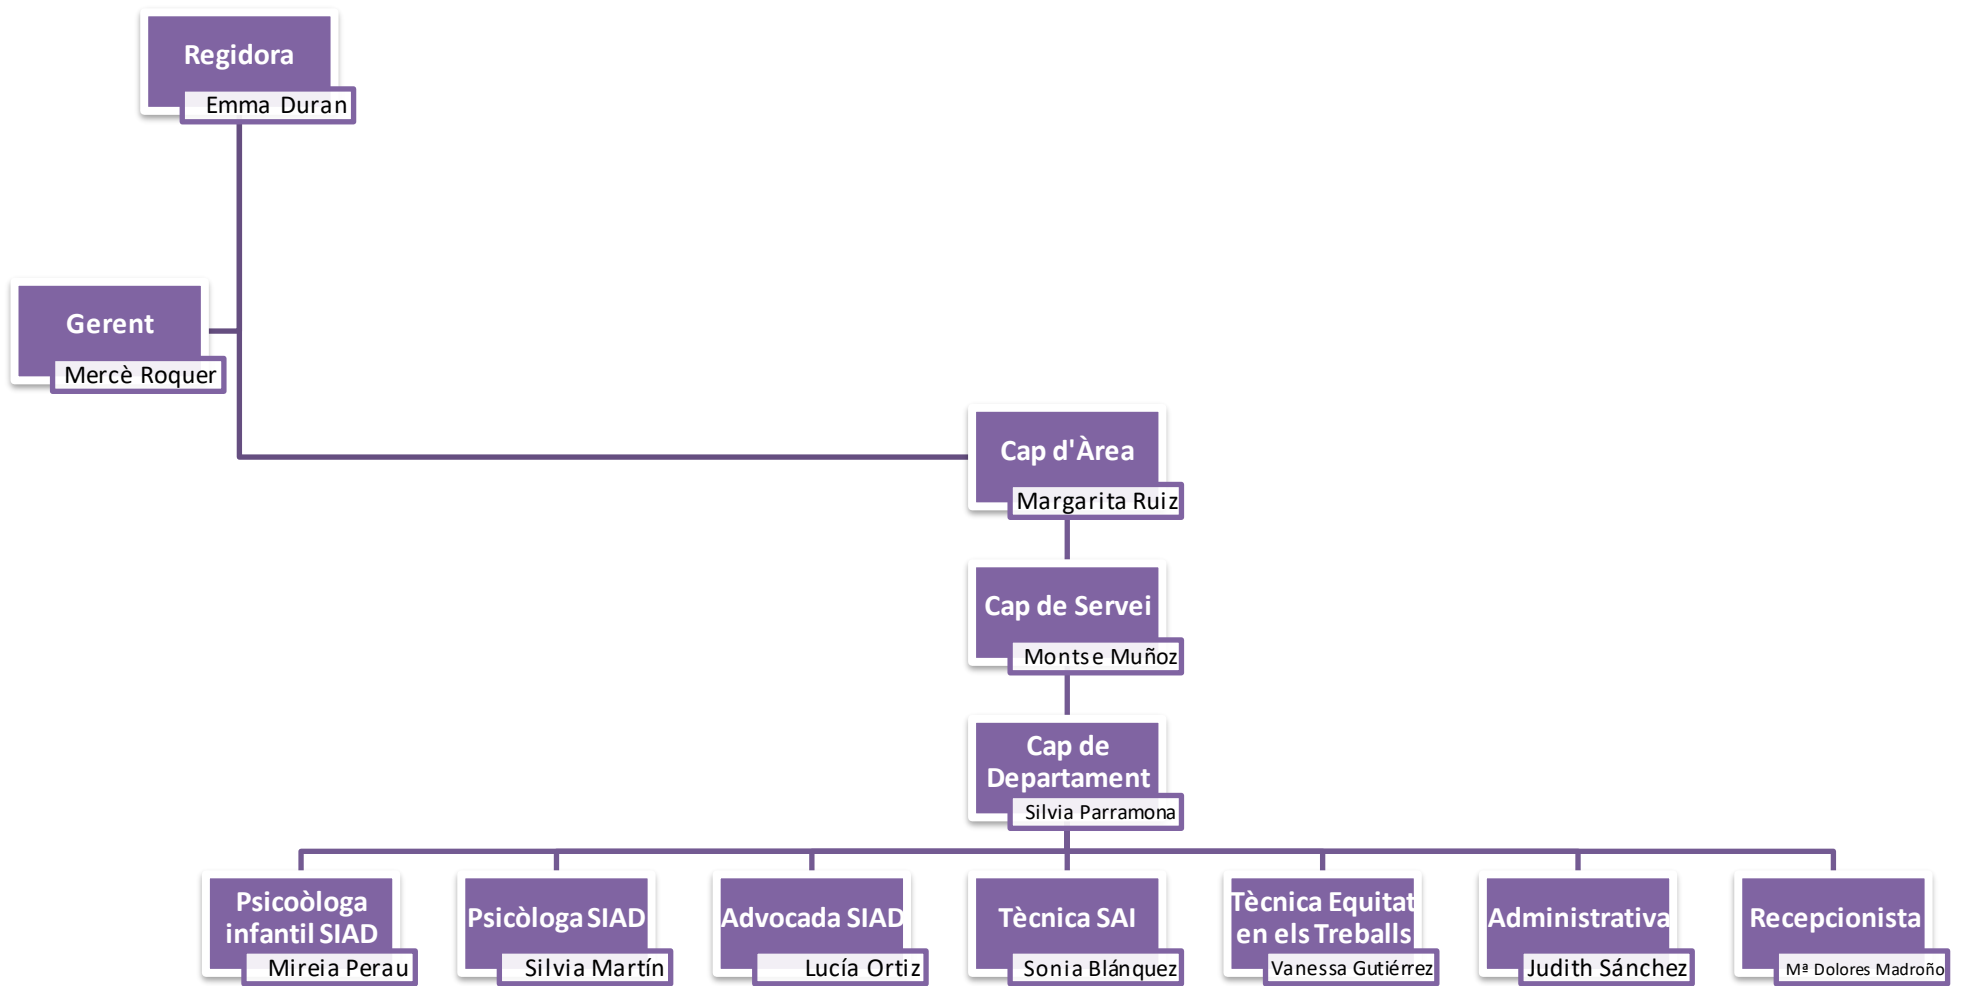 Regidora
Emma Duran
Gerent
Mercè Roquer
Cap d'Àrea
Margarita Ruiz
Cap de Servei
Montse Muñoz
Cap de
Departament
Silvia Parramona
Psicoòloga
infantil SIAD
Mireia Perau
Psicòloga SIAD
Silvia Martín
Advocada SIAD
Lucía Ortiz
Tècnica SAI
Sonia Blánquez
Tècnica Equitat
en els Treballs
Vanessa Gutiérrez
Administrativa
Judith Sánchez
Recepcionista
Mª Dolores Madroño